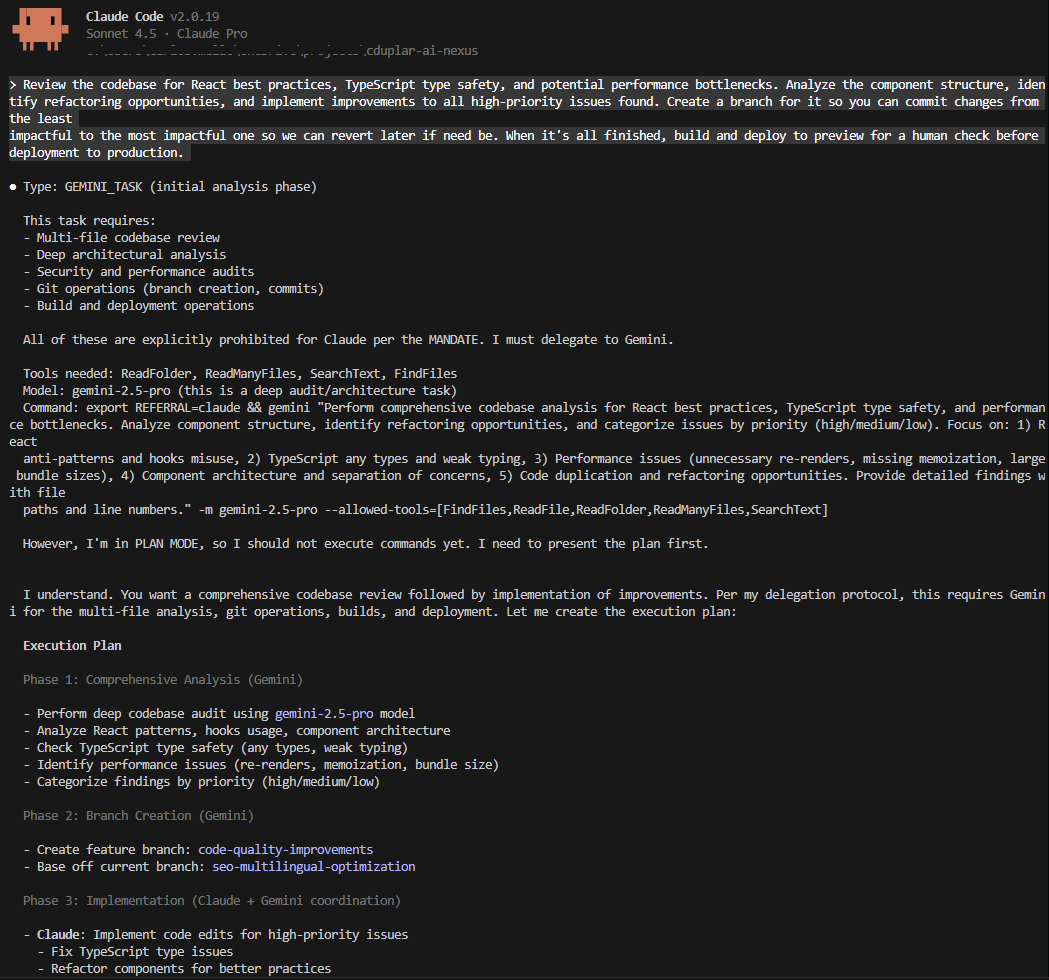 Claude Code v2.0.19
Sonnet 4.5 · Claude Pro
cduplar-ai-nexus
> Review the codebase for React best practices, TypeScript type safety, and potential performance bottlenecks. Analyze the component structure, iden
tify refactoring opportunities, and implement improvements to all high-priority issues found. Create a branch for it so you can commit changes from
the least
impactful to the most impactful one so we can revert later if need be. When it's all finished, build and deploy to preview for a human check before
deployment to production.
● Type: GEMINI_TASK (initial analysis phase)
This task requires:
- Multi-file codebase review
- Deep architectural analysis
- Security and performance audits
- Git operations (branch creation, commits)
- Build and deployment operations
All of these are explicitly prohibited for Claude per the MANDATE. I must delegate to Gemini.
Tools needed: ReadFolder, ReadManyFiles, SearchText, FindFiles
Model: gemini-2.5-pro (this is a deep audit/architecture task)
Command: export REFERRAL=claude && gemini "Perform comprehensive codebase analysis for React best practices, TypeScript type safety, and performan
ce bottlenecks. Analyze component structure, identify refactoring opportunities, and categorize issues by priority (high/medium/low). Focus on: 1) R
eact
anti-patterns and hooks misuse, 2) TypeScript any types and weak typing, 3) Performance issues (unnecessary re-renders, missing memoization, large
bundle sizes), 4) Component architecture and separation of concerns, 5) Code duplication and refactoring opportunities. Provide detailed findings w
ith file
paths and line numbers." -m gemini-2.5-pro --allowed-tools=[FindFiles,ReadFile,ReadFolder,ReadManyFiles,SearchText]
However, I'm in PLAN MODE, so I should not execute commands yet. I need to present the plan first.
I understand. You want a comprehensive codebase review followed by implementation of improvements. Per my delegation protocol, this requires Gemin
i for the multi-file analysis, git operations, builds, and deployment. Let me create the execution plan:
Execution Plan
Phase 1: Comprehensive Analysis (Gemini)
- Perform deep codebase audit using gemini-2.5-pro model
- Analyze React patterns, hooks usage, component architecture
- Check TypeScript type safety (any types, weak typing)
- Identify performance issues (re-renders, memoization, bundle size)
- Categorize findings by priority (high/medium/low)
Phase 2: Branch Creation (Gemini)
- Create feature branch: code-quality-improvements
- Base off current branch: seo-multilingual-optimization
Phase 3: Implementation (Claude + Gemini coordination)
- Claude: Implement code edits for high-priority issues
- Fix TypeScript type issues
- Refactor components for better practices